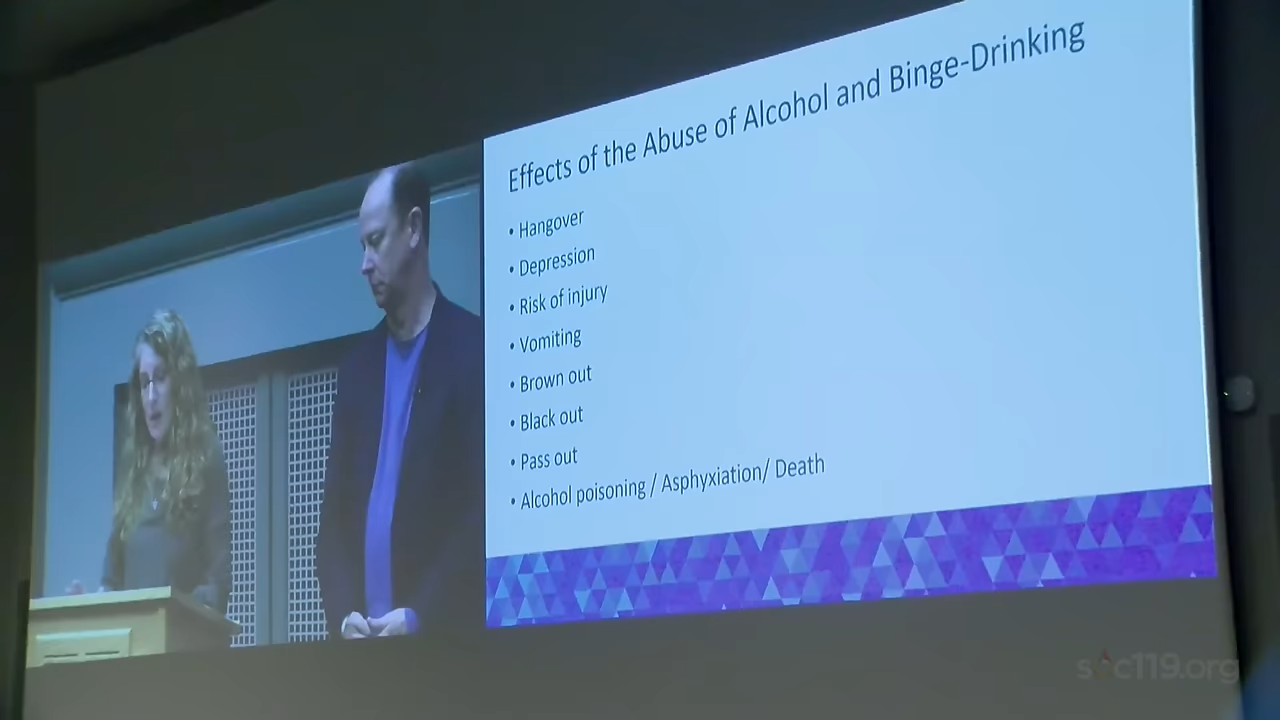 Effects of the Abuse of Alcohol and Binge-Drinking
• Hangover
• Depression
• Risk of injury
• Vomiting
• Brown out
• Black out
• Pass out
• Alcohol poisoning / Asphyxiation/ Death
soc119.org